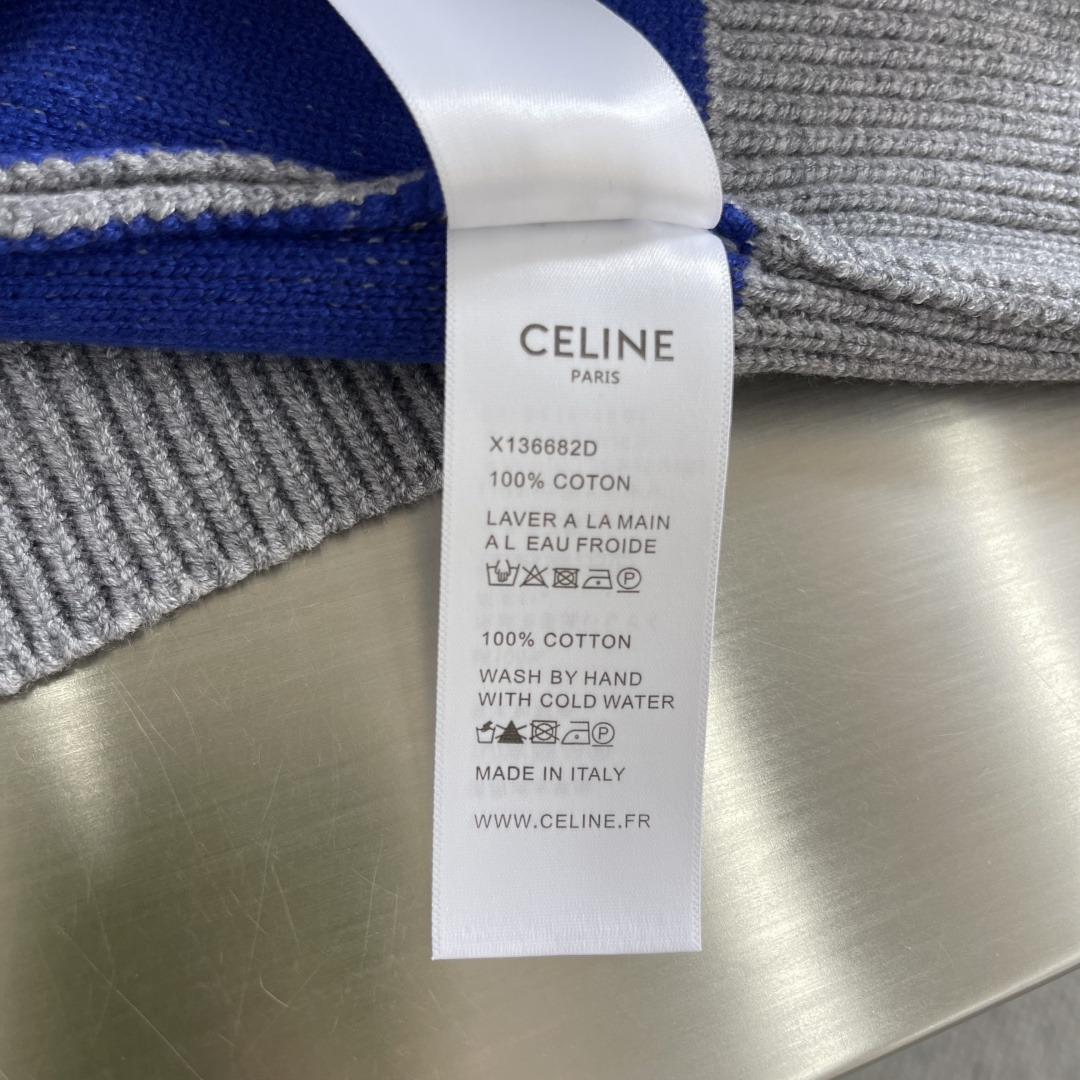 CELINE
PARIS
X136682D
100% COTON
LAVER A LA MAIN
A L EAU FROIDE
P
100% COTTON
WASH BY HAND
WITH COLD WATER
P
MADE IN ITALY
WWW.CELINE.FR